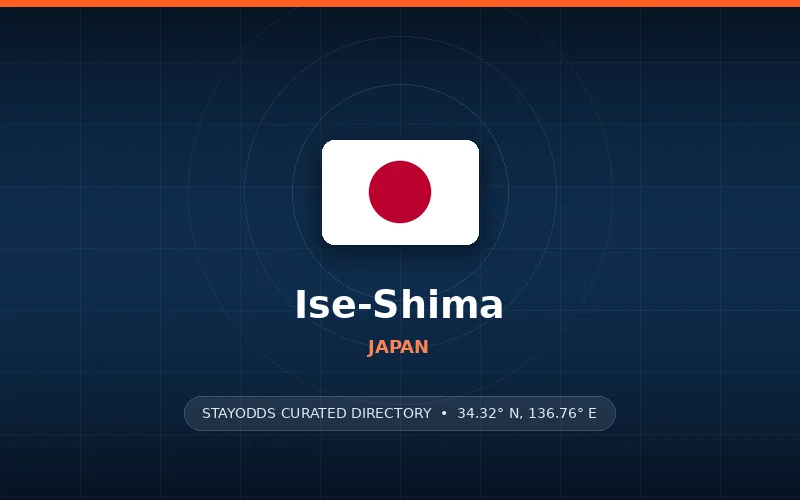 Ise-Shima
JAPAN
STAYODDS CURATED DIRECTORY • 34.32° N, 136.76° E